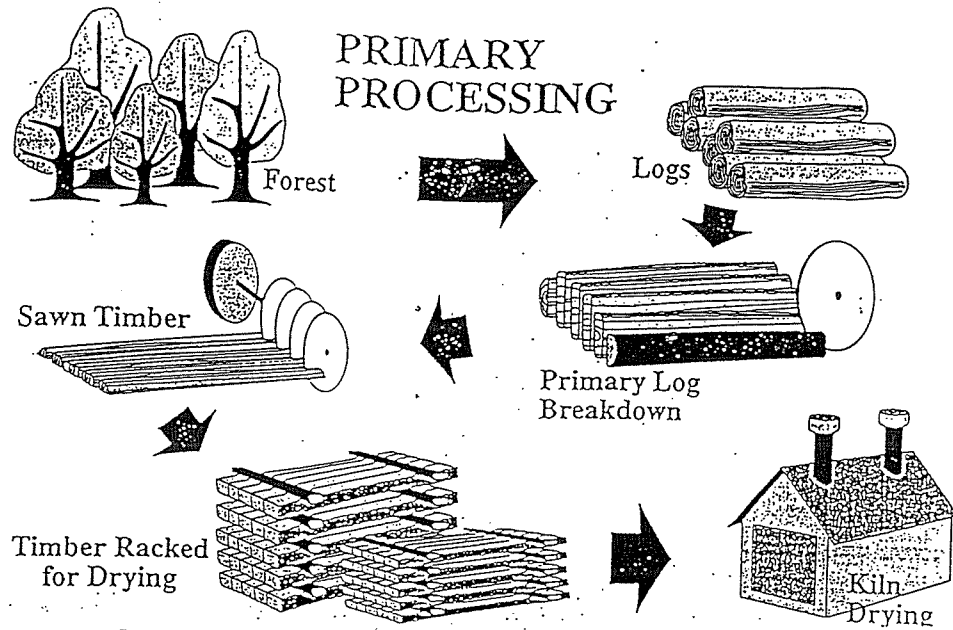 PRIMARY
PROCESSING
Forest
Logs
Primary Log
Breakdown
Sawn Timber
Timber Racked
for Drying
Kiln
Drying